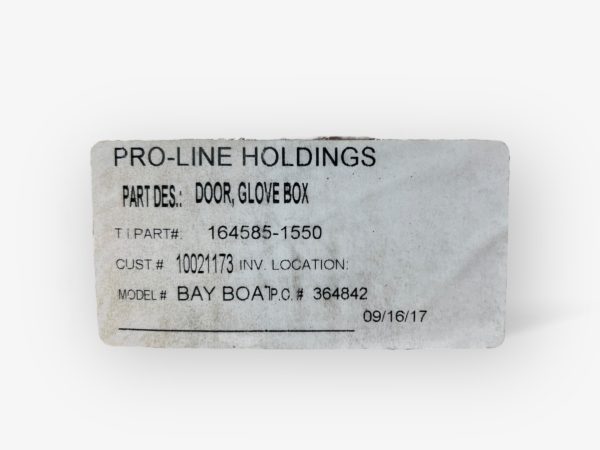 PRO-LINE HOLDINGS
PART DES.: DOOR, GLOVE BOX
T I.PART#: 164585-1550
CUST.# 10021173 INV. LOCATION:
MODEL # BAY BOAT P.C. # 364842
09/16/17